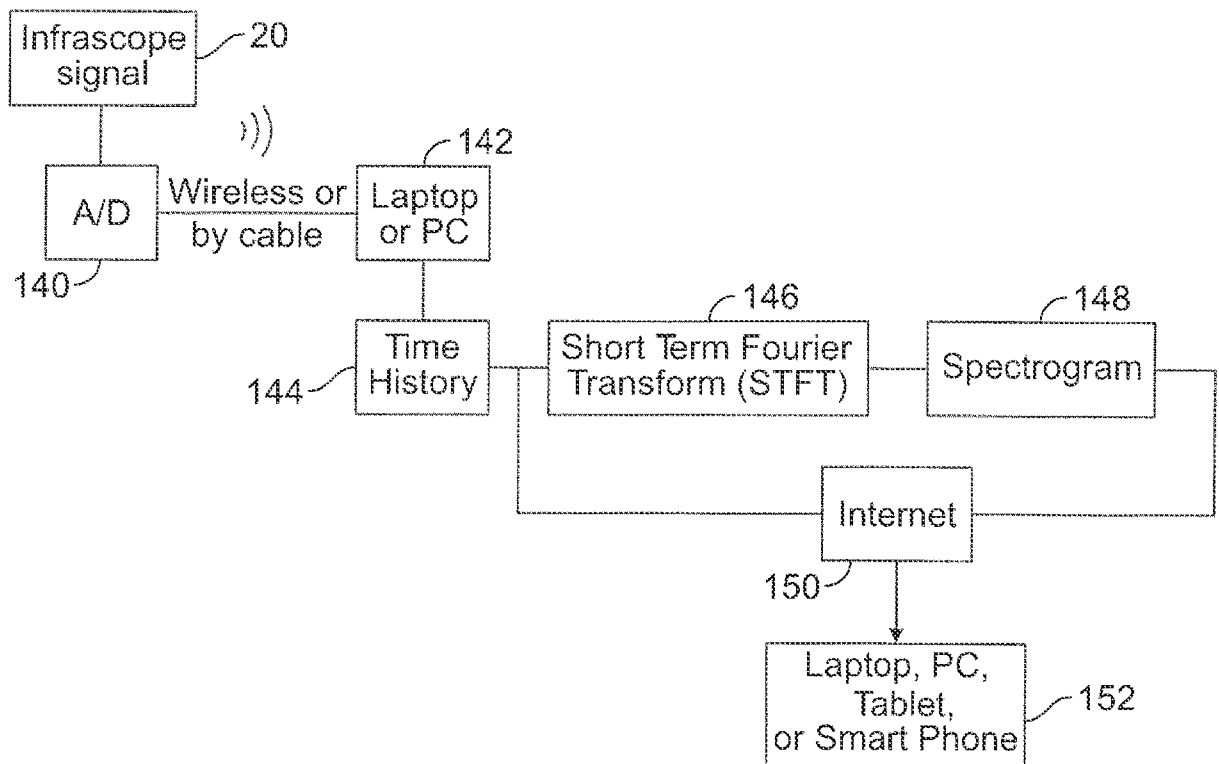 Infrascope
signal
20
A/D
140
Wireless or
by cable
142
Laptop
or PC
Time
History
144
146
Short Term Fourier
Transform (STFT)
148
Spectrogram
Internet
150
Laptop, PC,
Tablet,
or Smart Phone
152